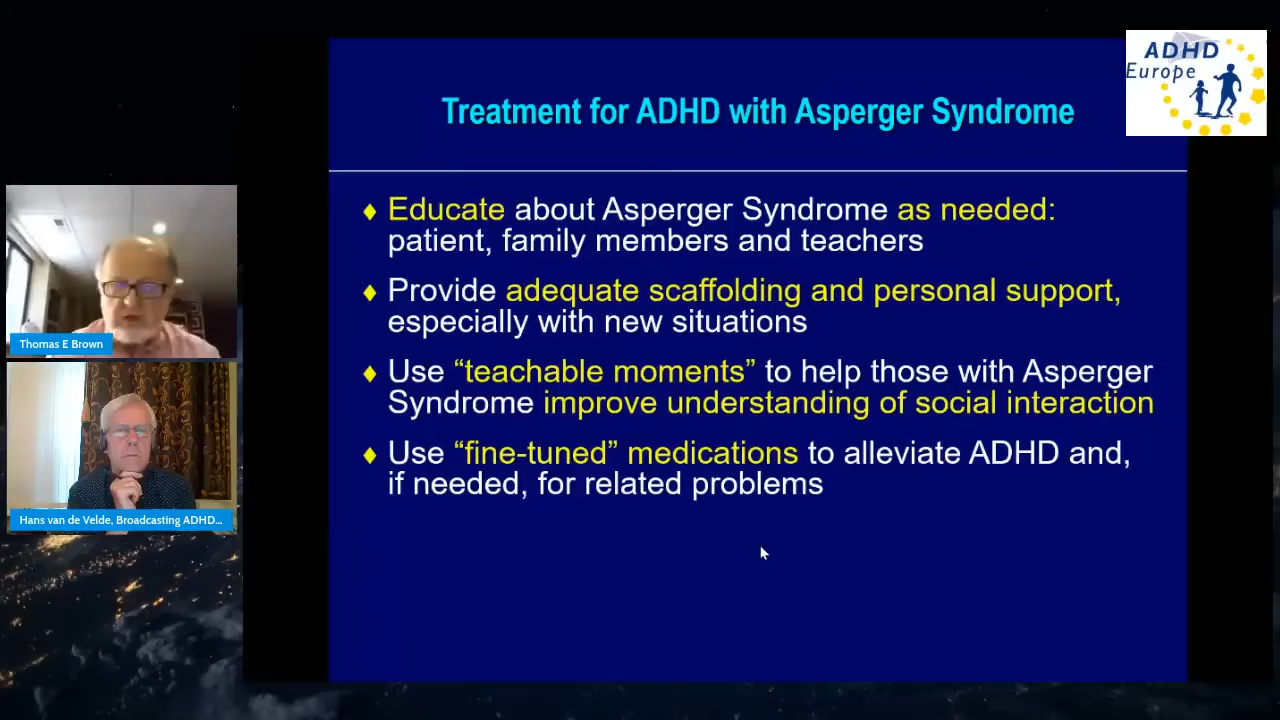 ADHD
Europe
Treatment for ADHD with Asperger Syndrome
♦ Educate about Asperger Syndrome as needed:
patient, family members and teachers
♦ Provide adequate scaffolding and personal support,
especially with new situations
♦ Use “teachable moments” to help those with Asperger
Syndrome improve understanding of social interaction
♦ Use “fine-tuned” medications to alleviate ADHD and,
if needed, for related problems
Thomas E Brown
Hans van de Velde, Broadcasting ADHD...